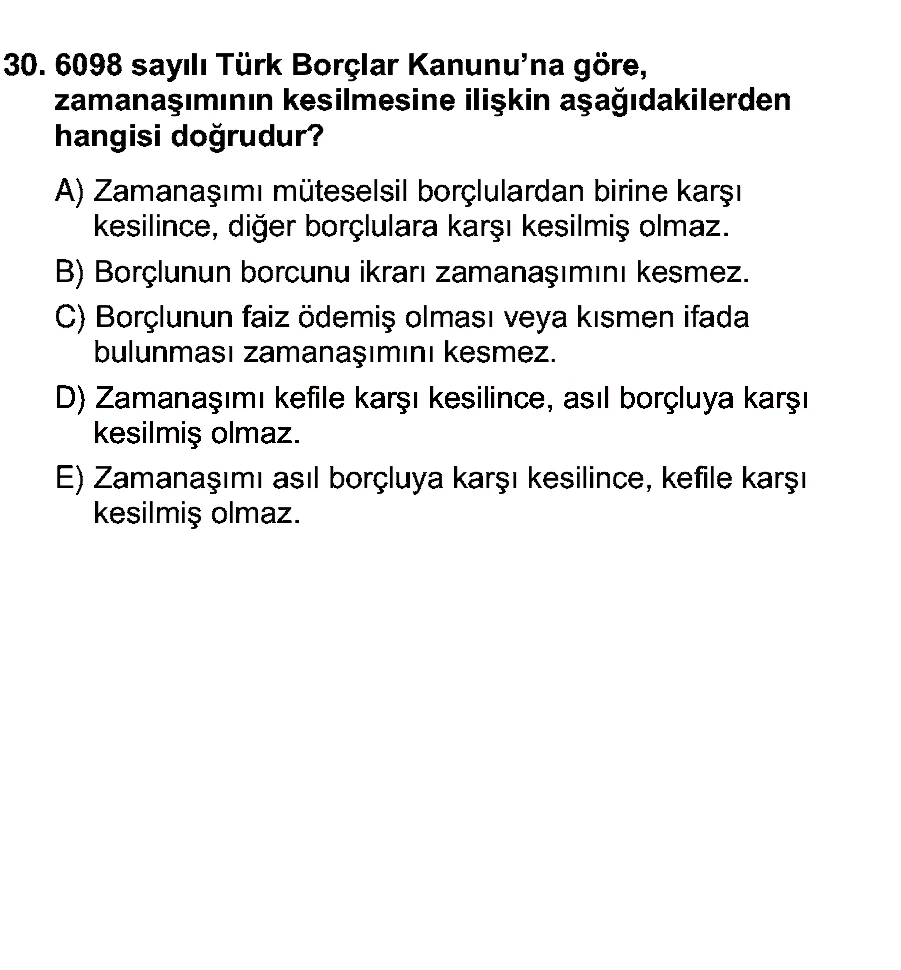 30. 6098 sayılı Türk Borçlar Kanunu’na göre,
zamanaşımının kesilmesine ilişkin aşağıdakilerden
hangisi doğrudur?
A) Zamanaşımı müteselsil borçlulardan birine karşı
kesilince, diğer borçlulara karşı kesilmiş olmaz.
B) Borçlunun borcunu ikrarı zamanaşımını kesmez.
C) Borçlunun faiz ödemiş olması veya kısmen ifada
bulunması zamanaşımını kesmez.
D) Zamanaşımı kefile karşı kesilince, asıl borçluya karşı
kesilmiş olmaz.
E) Zamanaşımı asıl borçluya karşı kesilince, kefile karşı
kesilmiş olmaz.